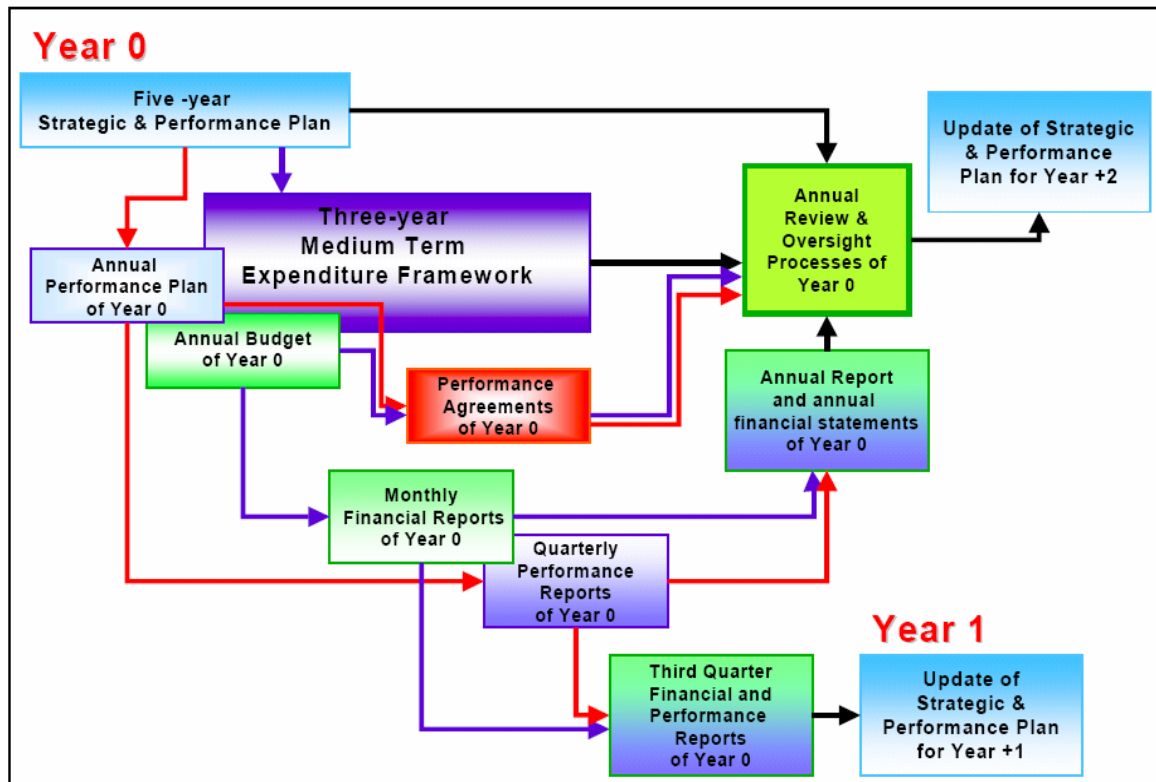 Year 0
Five -year
Strategic & Performance Plan
Update of Strategic
& Performance
Plan for Year +2
Annual
Review &
Oversight
Processes of
Year 0
Three-year
Medium Term
Expenditure Framework
Annual
Performance Plan
of Year 0
Annual Budget
of Year 0
Performance
Agreements
of Year 0
Annual Report
and annual
financial statements
of Year 0
Monthly
Financial Reports
of Year 0
Quarterly
Performance
Reports
of Year 0
Year 1
Third Quarter
Financial and
Performance
Reports
of Year 0
Update of
Strategic &
Performance Plan
for Year +1